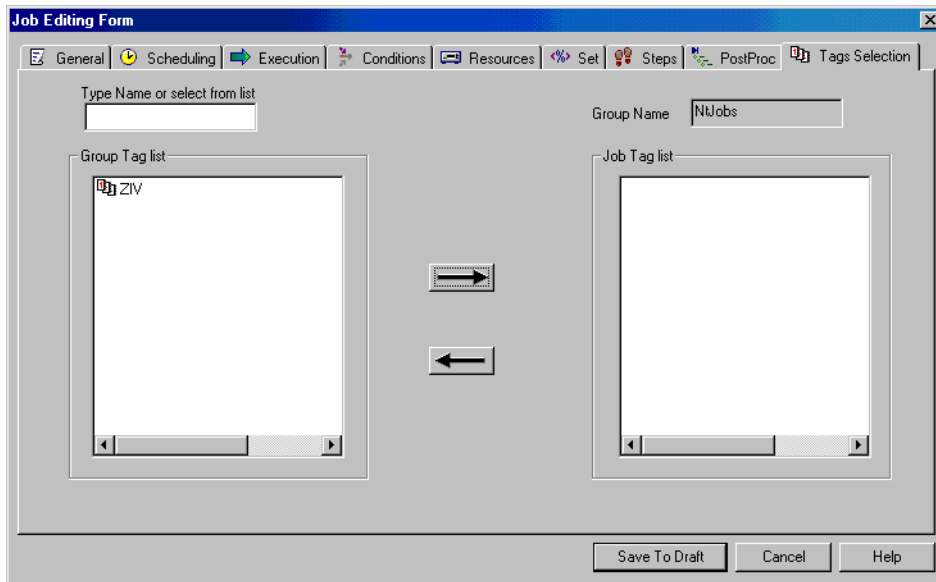 Job Editing Form
General Scheduling Execution Conditions Resources Set Steps PostProc Tags Selection
Type Name or select from list
Group Name NtJobs
Group Tag list
Job Tag list
ZIV
Save To Draft Cancel Help